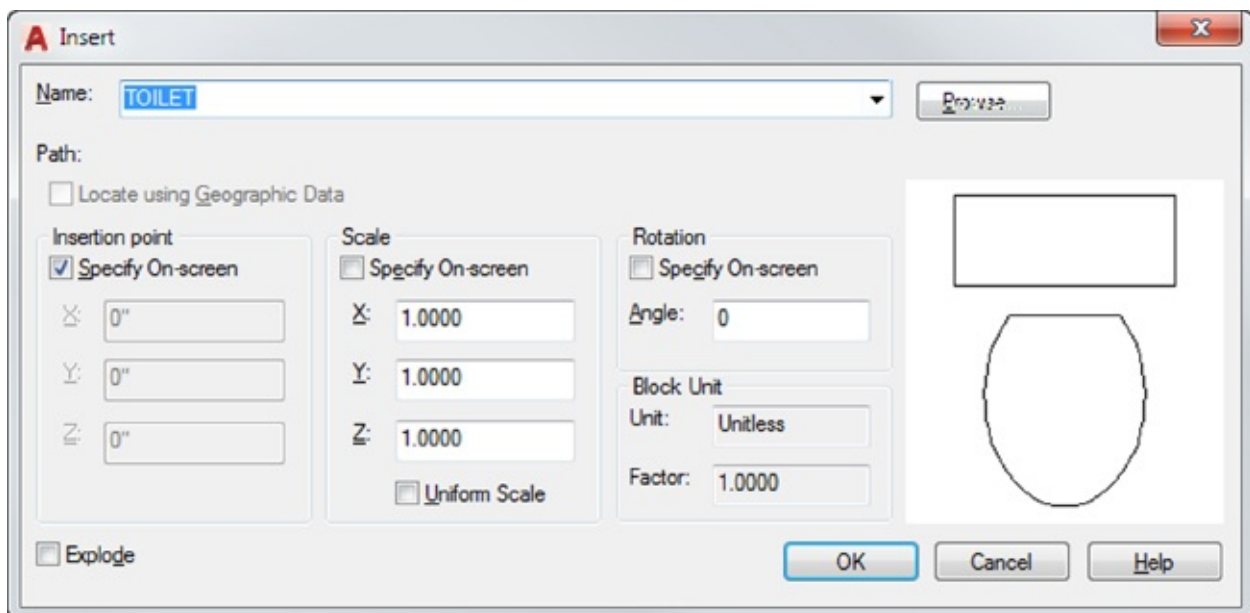 Insert
Name: TOILET Browse...
Path:
Locate using Geographic Data
Insertion point
Specify On-screen
X: 0"
Y: 0"
Z: 0"
Scale
Specify On-screen
X: 1.0000
Y: 1.0000
Z: 1.0000
Uniform Scale
Rotation
Specify On-screen
Angle: 0
Block Unit
Unit: Unitless
Factor: 1.0000
Explode
OK Cancel Help